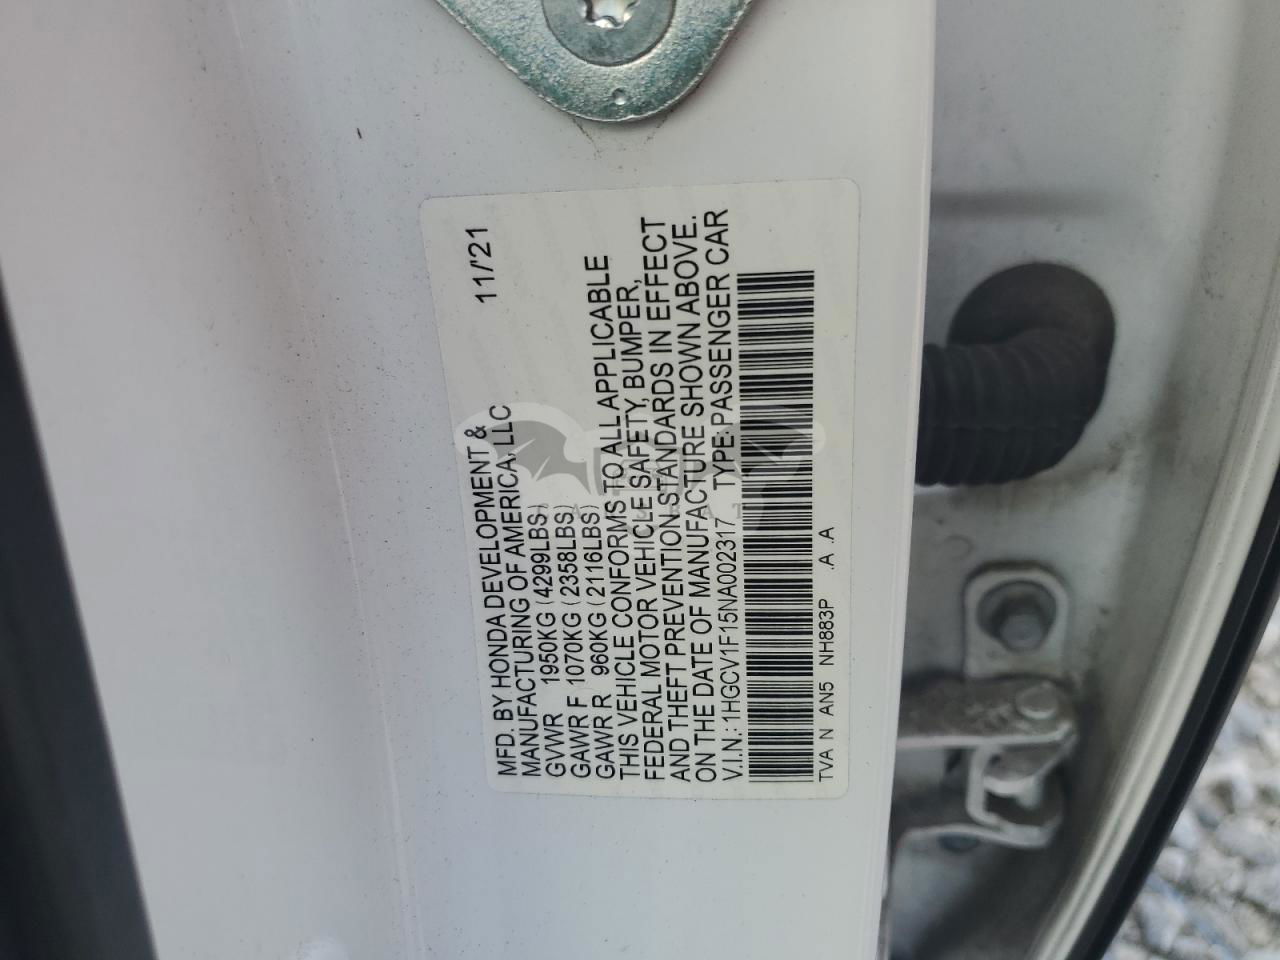 MFD. BY HONDA DEVELOPMENT &
MANUFACTURING OF AMERICA, LLC 11/'21
GVWR 1950KG (4299LBS)
GAWR F 1070KG (2358LBS)
GAWR R 960KG (2116LBS)
THIS VEHICLE CONFORMS TO ALL APPLICABLE
FEDERAL MOTOR VEHICLE SAFETY, BUMPER,
AND THEFT PREVENTION STANDARDS IN EFFECT
ON THE DATE OF MANUFACTURE SHOWN ABOVE.
V.I.N.: 1HGCV1F15NA002317 TYPE: PASSENGER CAR
TVA N AN5 NH883P .A .A